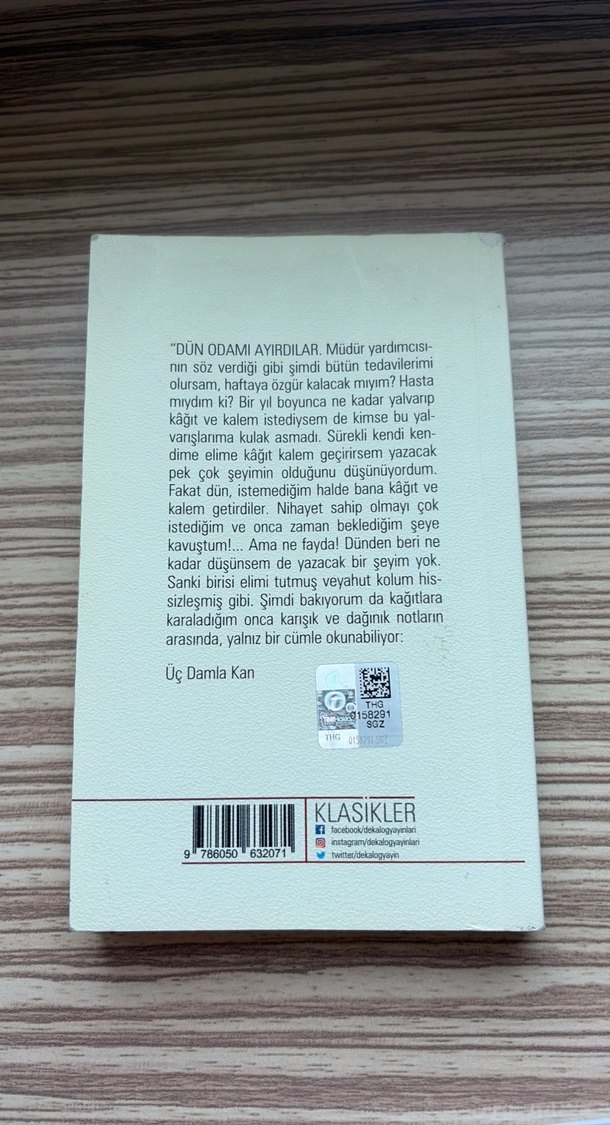 “DÜN ODAMI AYIRDILAR. Müdür yardımcısı-
nın söz verdiği gibi şimdi bütün tedavilerimi
olursam, haftaya özgür kalacak mıyım? Hasta
mıydım ki? Bir yıl boyunca ne kadar yalvarıp
kâğıt ve kalem istediysem de kimse bu yal-
varışlarıma kulak asmadı. Sürekli kendi ken-
dime elime kâğıt kalem geçirirsem yazacak
pek çok şeyimin olduğunu düşünüyordum.
Fakat dün, istemediğim halde bana kâğıt ve
kalem getirdiler. Nihayet sahip olmayı çok
istediğim ve onca zaman beklediğim şeye
kavuştum!... Ama ne fayda! Dünden beri ne
kadar düşünsem de yazacak bir şeyim yok.
Sanki birisi elimi tutmuş veyahut kolum his-
sizleşmiş gibi. Şimdi bakıyorum da kağıtlara
karaladığım onca karışık ve dağınık notların
arasında, yalnız bir cümle okunabiliyor:
Üç Damla Kan
THG
0158291
SGZ
THG 0158291 SGZ
KLASİKLER
facebook/dekalogyayinlari
instagram/dekalogyayinlari
twitter/dekalogyayin
9 786050 632071